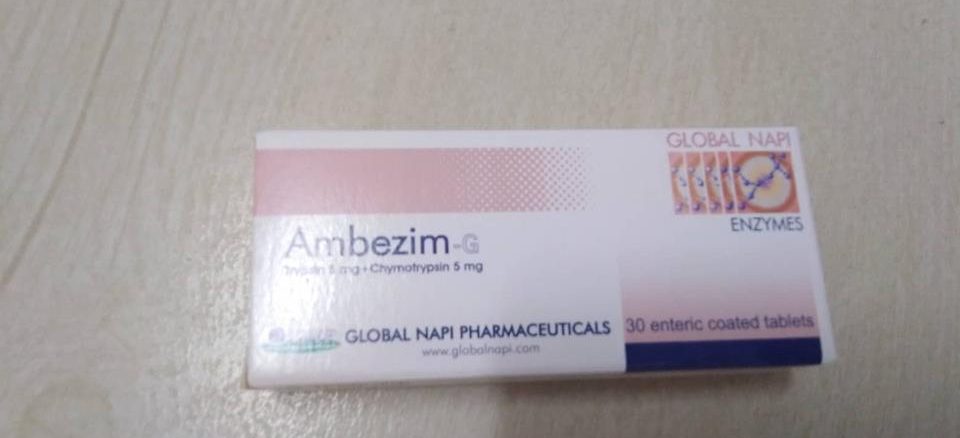 GLOBAL NAPI
ENZYMES
Ambezim-G
Trypsin 5 mg + Chymotrypsin 5 mg
GLOBAL NAPI PHARMACEUTICALS
www.globalnapi.com
30 enteric coated tablets